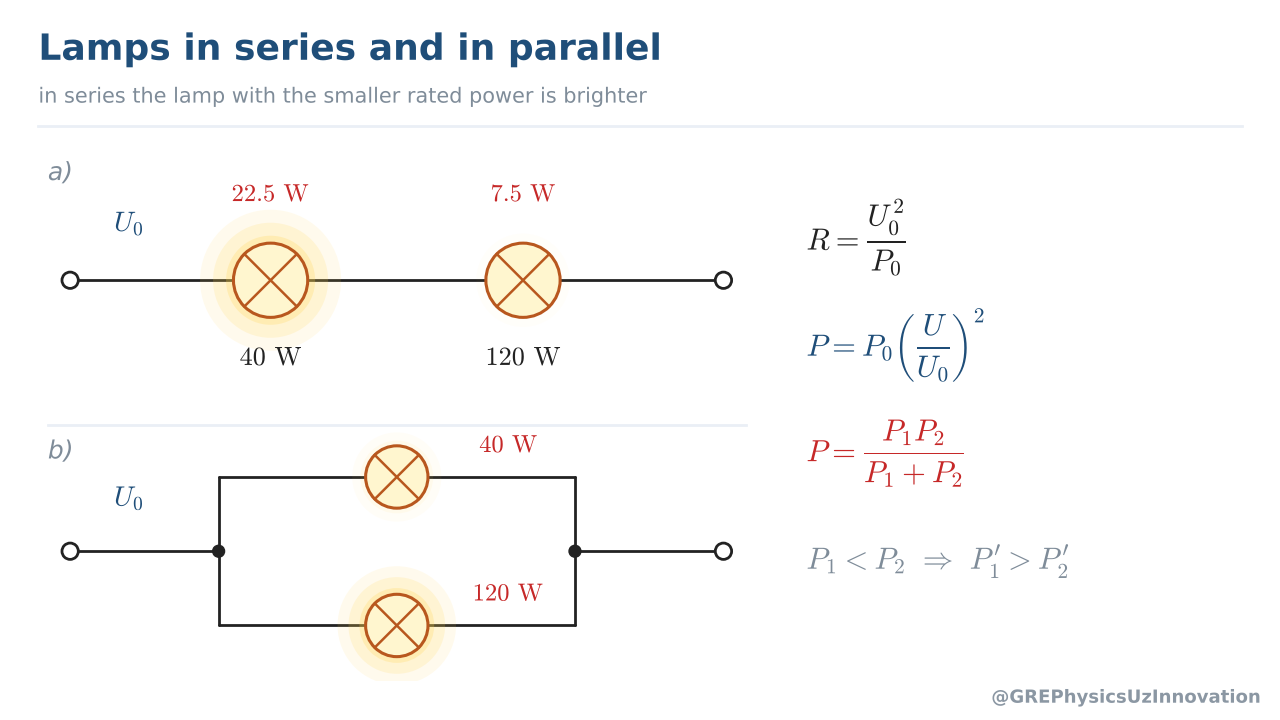 Lamps in series and in parallel
in series the lamp with the smaller rated power is brighter
a)
22.5 W
7.5 W
U₀
40 W
120 W
b)
40 W
U₀
120 W
R = U₀² / P₀
P = P₀ (U / U₀)²
P = P₁P₂ / (P₁ + P₂)
P₁ < P₂ ⇒ P₁′ > P₂′
@GREPhysicsUzInnovation